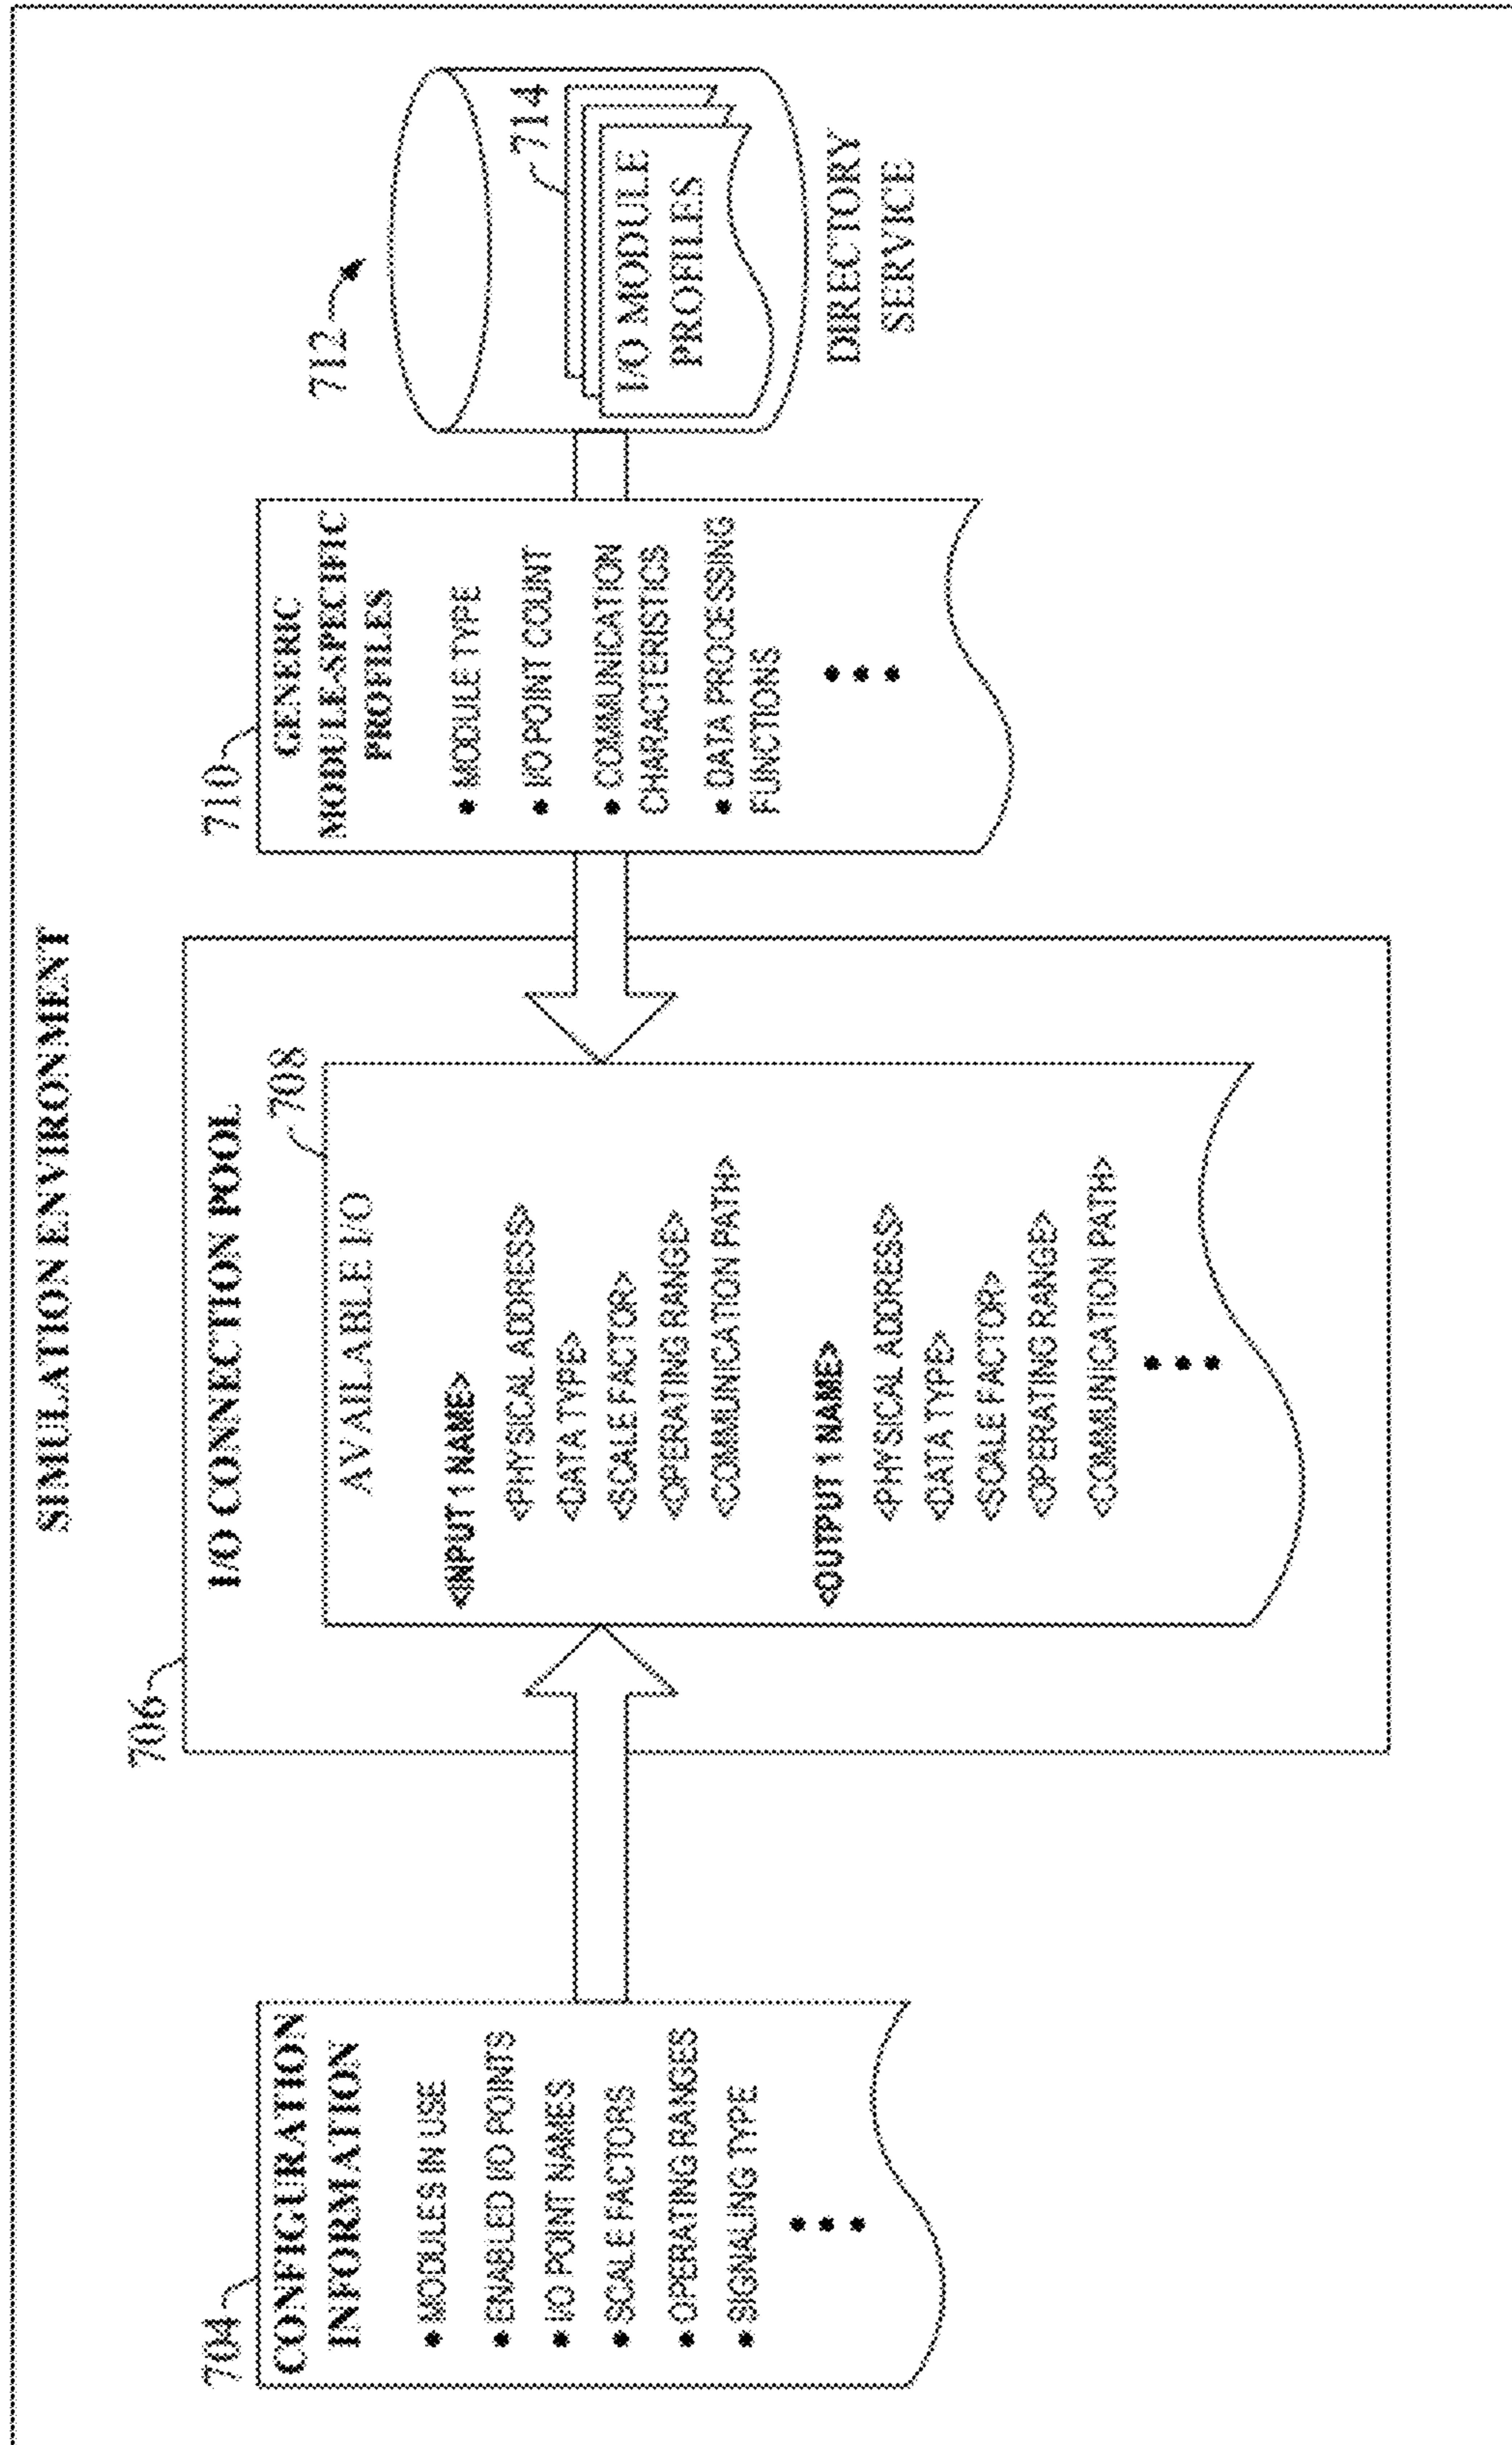 SIMULATION ENVIRONMENT
704
CONFIGURATION
INFORMATION
• MODULES IN USE
• ENABLED I/O POINTS
• I/O POINT NAMES
• SCALE FACTORS
• OPERATING RANGES
• SIGNALING TYPE
706
I/O CONNECTION POOL
708
AVAILABLE I/O
<INPUT 1 NAME>
<PHYSICAL ADDRESS>
<DATA TYPE>
<SCALE FACTOR>
<OPERATING RANGE>
<COMMUNICATION PATH>
<OUTPUT 1 NAME>
<PHYSICAL ADDRESS>
<DATA TYPE>
<SCALE FACTOR>
<OPERATING RANGE>
<COMMUNICATION PATH>
710
GENERIC
MODULE-SPECIFIC
PROFILES
• MODULE TYPE
• I/O POINT COUNT
• COMMUNICATION
CHARACTERISTICS
• DATA PROCESSING
FUNCTIONS
712
714
I/O MODULE
PROFILES
DIRECTORY
SERVICE